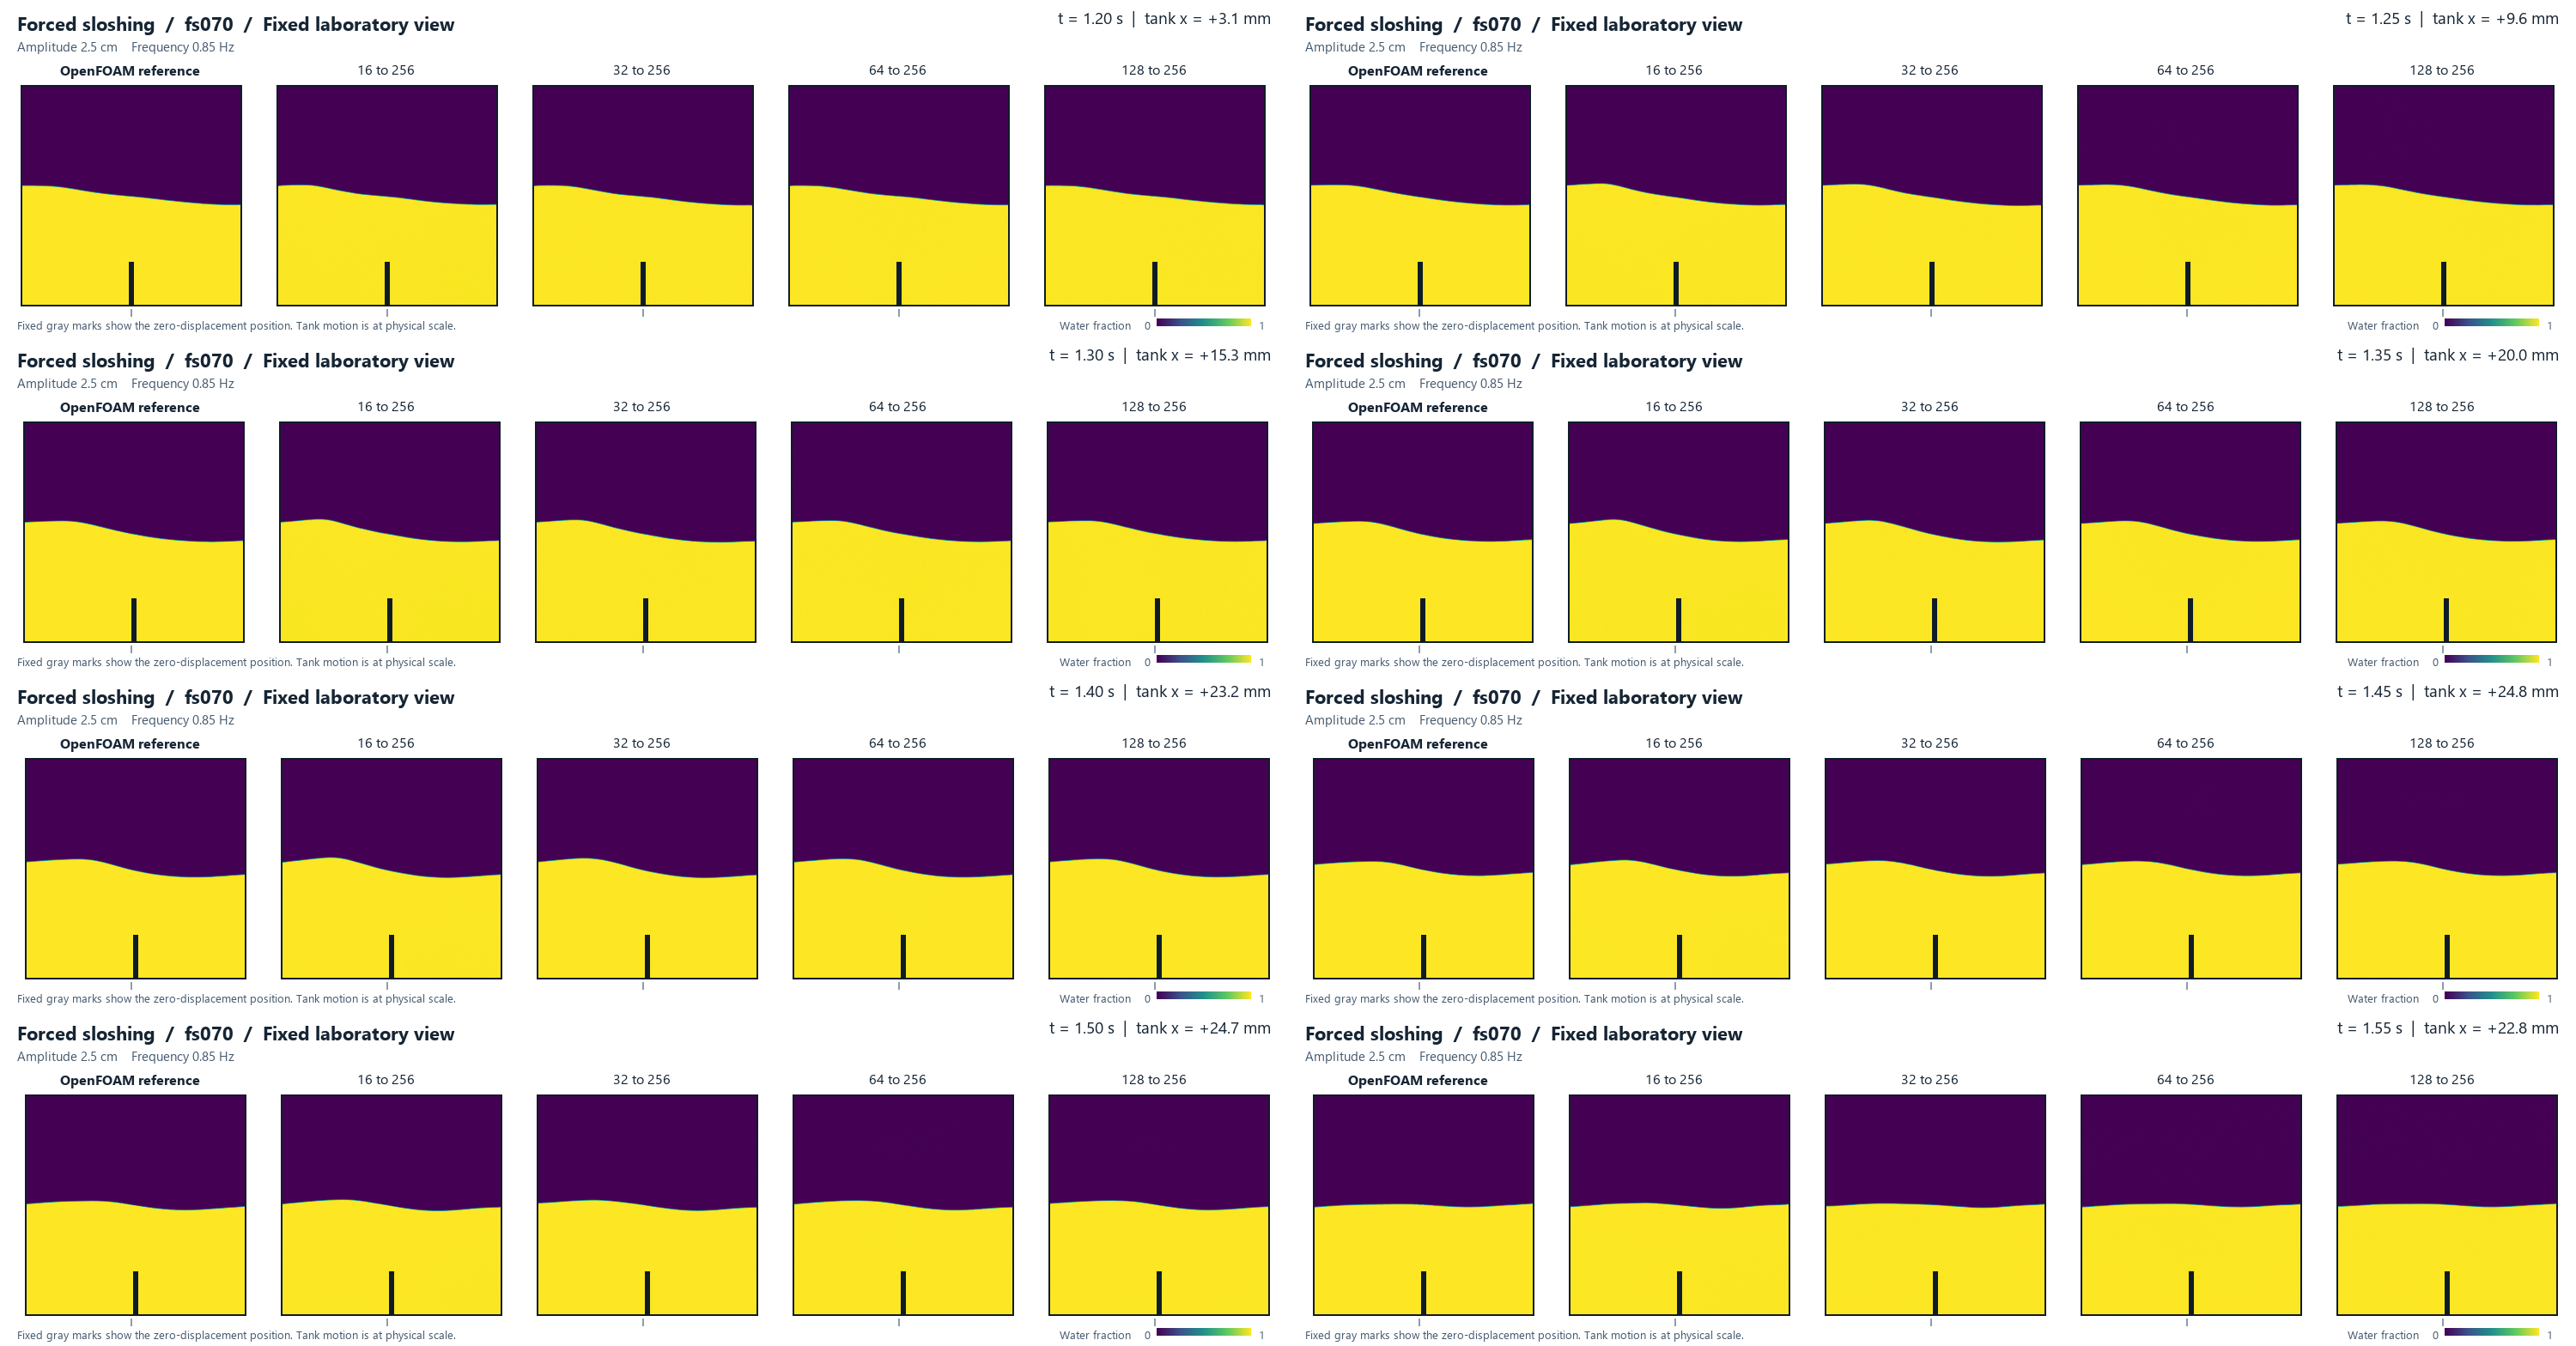 Forced sloshing / fs070 / Fixed laboratory view
t = 1.20 s | tank x = +3.1 mm
Amplitude 2.5 cm Frequency 0.85 Hz
OpenFOAM reference
16 to 256
32 to 256
64 to 256
128 to 256
Fixed gray marks show the zero-displacement position. Tank motion is at physical scale.
Water fraction 0 1
Forced sloshing / fs070 / Fixed laboratory view
t = 1.25 s | tank x = +9.6 mm
Amplitude 2.5 cm Frequency 0.85 Hz
OpenFOAM reference
16 to 256
32 to 256
64 to 256
128 to 256
Fixed gray marks show the zero-displacement position. Tank motion is at physical scale.
Water fraction 0 1
Forced sloshing / fs070 / Fixed laboratory view
t = 1.30 s | tank x = +15.3 mm
Amplitude 2.5 cm Frequency 0.85 Hz
OpenFOAM reference
16 to 256
32 to 256
64 to 256
128 to 256
Fixed gray marks show the zero-displacement position. Tank motion is at physical scale.
Water fraction 0 1
Forced sloshing / fs070 / Fixed laboratory view
t = 1.35 s | tank x = +20.0 mm
Amplitude 2.5 cm Frequency 0.85 Hz
OpenFOAM reference
16 to 256
32 to 256
64 to 256
128 to 256
Fixed gray marks show the zero-displacement position. Tank motion is at physical scale.
Water fraction 0 1
Forced sloshing / fs070 / Fixed laboratory view
t = 1.40 s | tank x = +23.2 mm
Amplitude 2.5 cm Frequency 0.85 Hz
OpenFOAM reference
16 to 256
32 to 256
64 to 256
128 to 256
Fixed gray marks show the zero-displacement position. Tank motion is at physical scale.
Water fraction 0 1
Forced sloshing / fs070 / Fixed laboratory view
t = 1.45 s | tank x = +24.8 mm
Amplitude 2.5 cm Frequency 0.85 Hz
OpenFOAM reference
16 to 256
32 to 256
64 to 256
128 to 256
Fixed gray marks show the zero-displacement position. Tank motion is at physical scale.
Water fraction 0 1
Forced sloshing / fs070 / Fixed laboratory view
t = 1.50 s | tank x = +24.7 mm
Amplitude 2.5 cm Frequency 0.85 Hz
OpenFOAM reference
16 to 256
32 to 256
64 to 256
128 to 256
Fixed gray marks show the zero-displacement position. Tank motion is at physical scale.
Water fraction 0 1
Forced sloshing / fs070 / Fixed laboratory view
t = 1.55 s | tank x = +22.8 mm
Amplitude 2.5 cm Frequency 0.85 Hz
OpenFOAM reference
16 to 256
32 to 256
64 to 256
128 to 256
Fixed gray marks show the zero-displacement position. Tank motion is at physical scale.
Water fraction 0 1